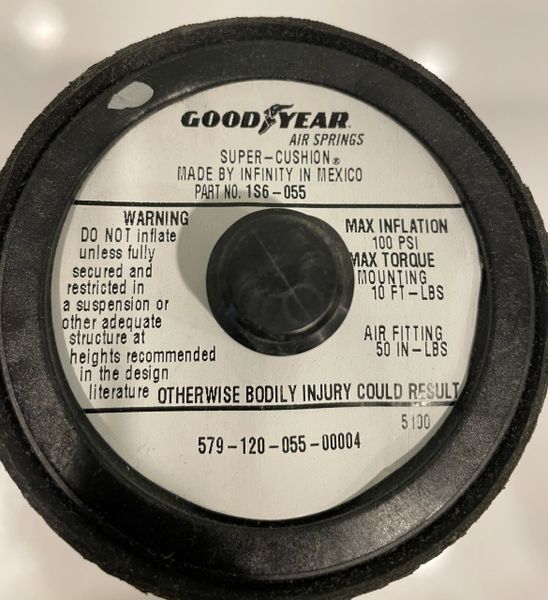 GOODYEAR
AIR SPRINGS
SUPER-CUSHION®
MADE BY INFINITY IN MEXICO
PART NO. 1S6-055
WARNING
DO NOT inflate
unless fully
secured and
restricted in
a suspension or
other adequate
structure at
heights recommended
in the design
literature OTHERWISE BODILY INJURY COULD RESULT
MAX INFLATION
100 PSI
MAX TORQUE
MOUNTING
10 FT-LBS
AIR FITTING
50 IN-LBS
5100
579-120-055-00004